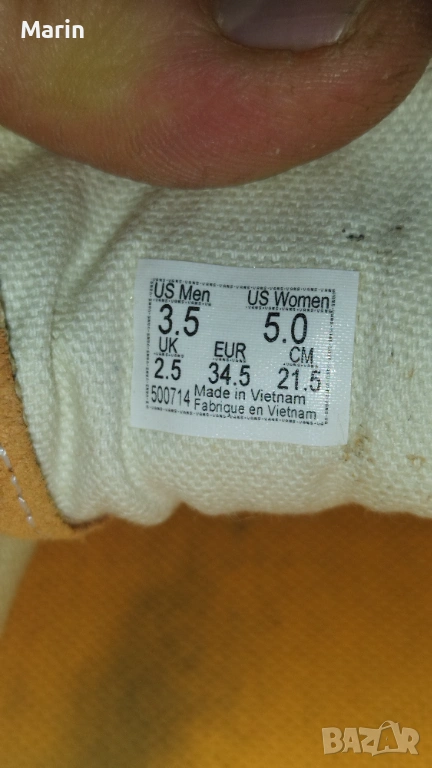 Marin
US Men US Women
3.5 5.0
UK EUR CM
2.5 34.5 21.5
500714 Made in Vietnam
Fabrique en Vietnam
BAZAR